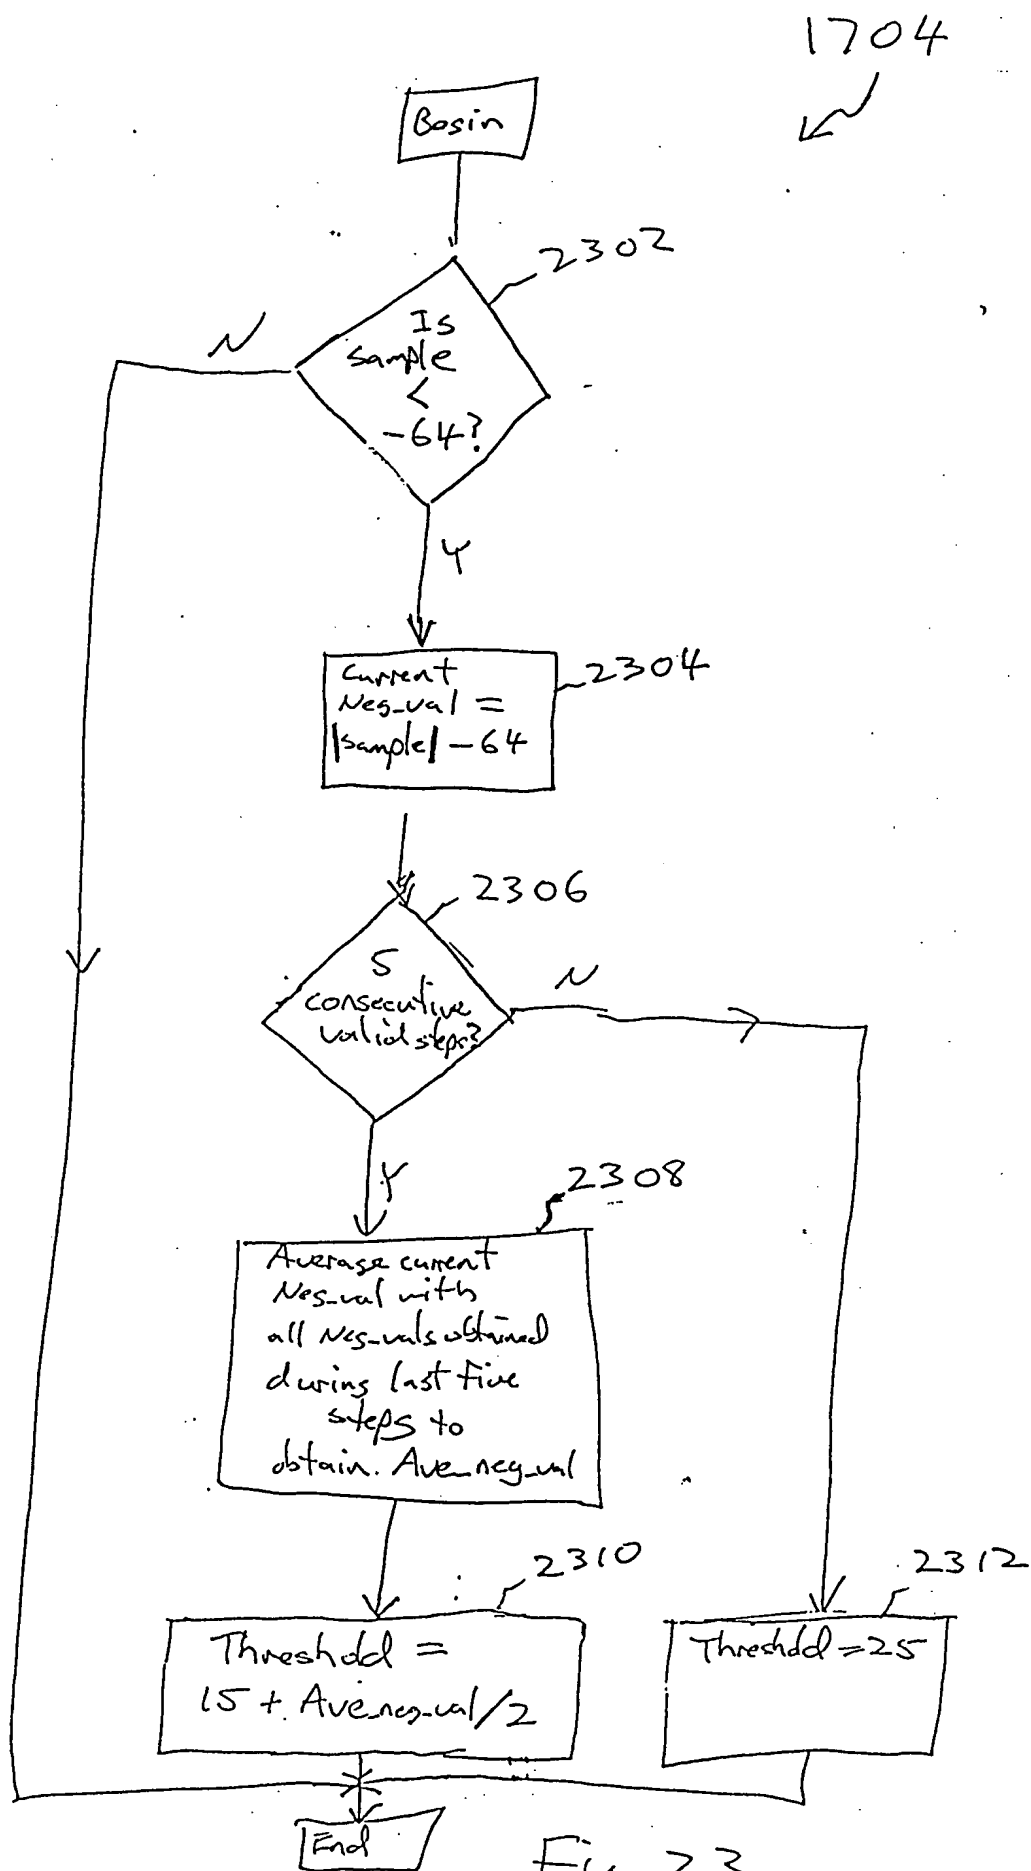 1704
Begin
2302
N
Is
sample
<
-64?
Y
2304
Current
Neg_val =
|sample| - 64
2306
5
consecutive
valid steps?
N
Y
2308
Average current
Neg_val with
all Neg_vals obtained
during last five
steps to
obtain. Ave_neg_val
2310
Threshold =
15 + Ave_neg_val/2
2312
Threshold = 25
End
Fig 23